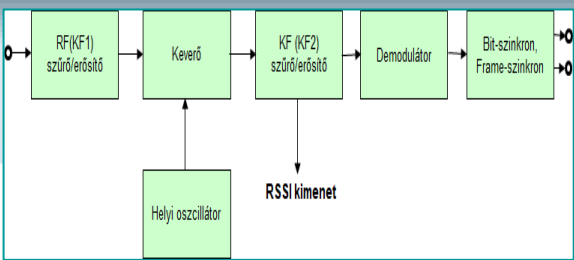 RF(KF1)
szűrő/erősítő
Keverő
KF (KF2)
szűrő/erősítő
Demodulátor
Bit-szinkron,
Frame-szinkron
RSSI kimenet
Helyi oszcillátor